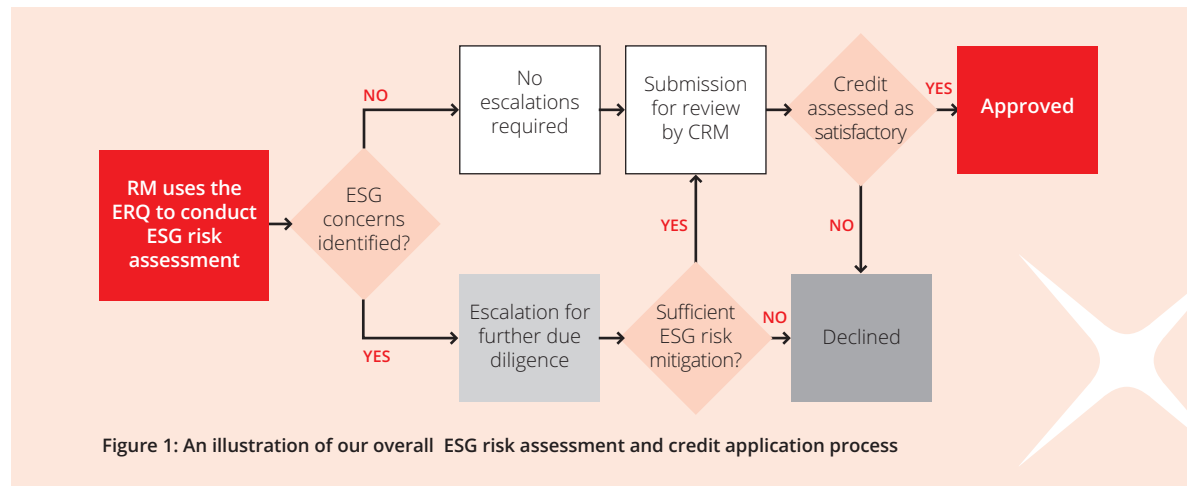 RM uses the
ERQ to conduct
ESG risk
assessment
ESG
concerns
identified?
NO
No
escalations
required
Submission
for review
by CRM
Credit
assessed as
satisfactory
YES
Approved
YES
Escalation for
further due
diligence
Sufficient
ESG risk
mitigation?
YES
NO
NO
Declined
Figure 1: An illustration of our overall ESG risk assessment and credit application process